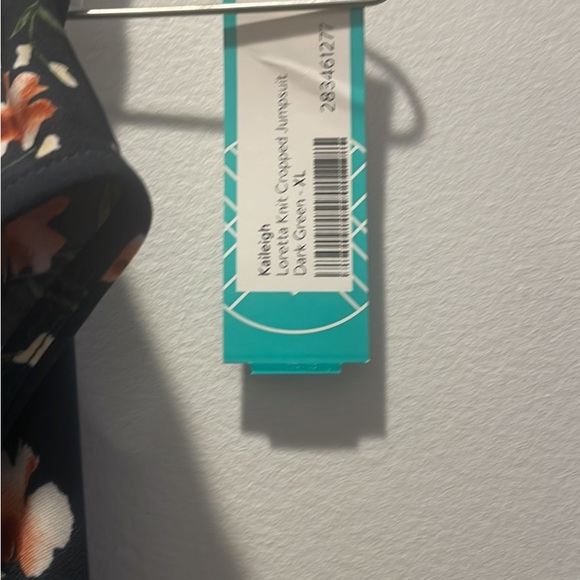 Kaileigh
Loretta Knit Cropped Jumpsuit
Dark Green - XL
283461277